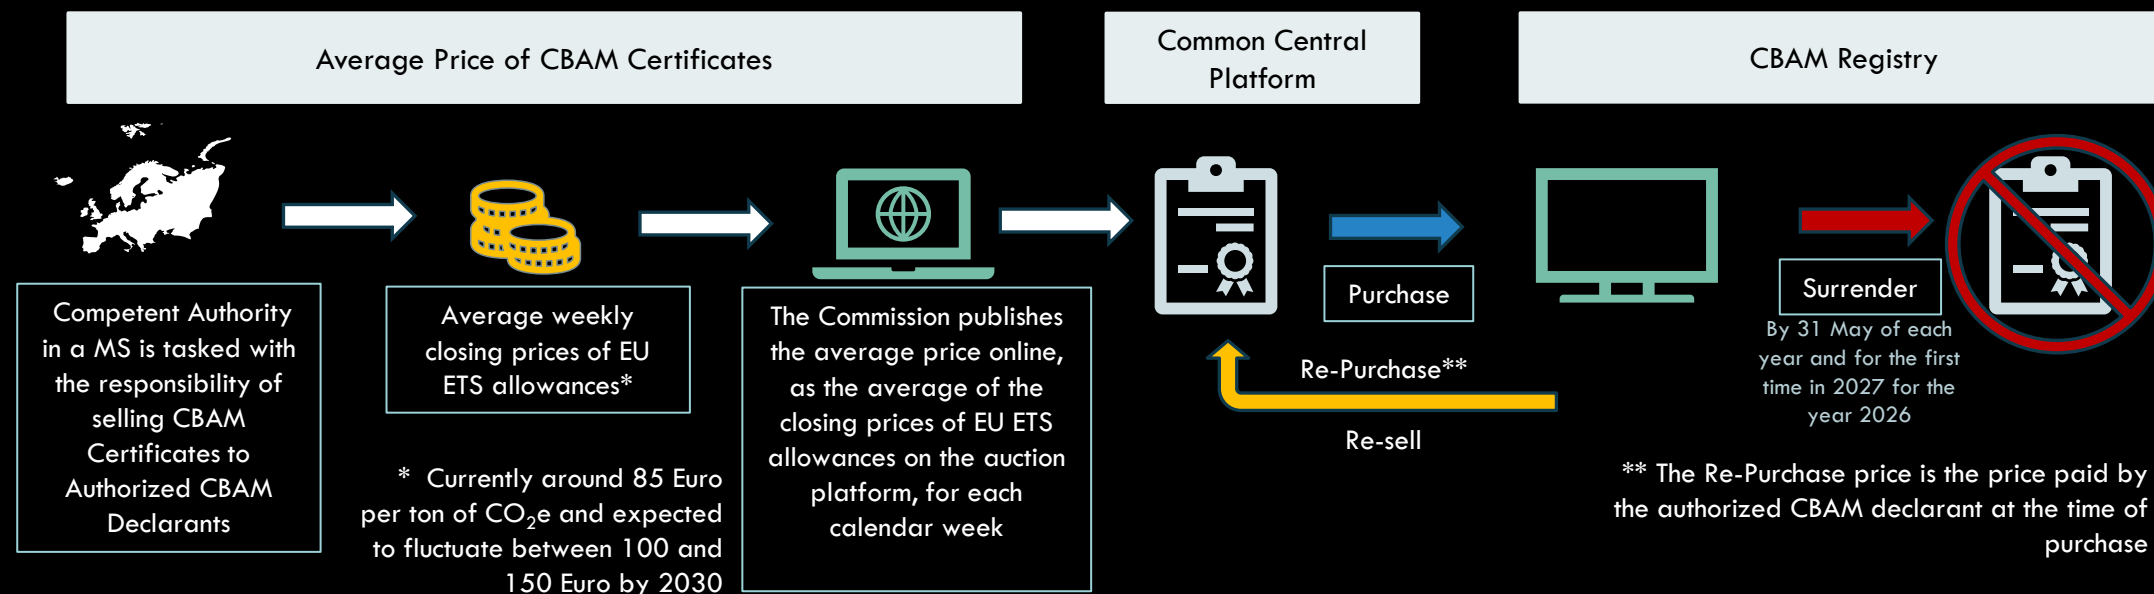 Average Price of CBAM Certificates
Common Central
Platform
CBAM Registry
Competent Authority
in a MS is tasked with
the responsibility of
selling CBAM
Certificates to
Authorized CBAM
Declarants
Average weekly
closing prices of EU
ETS allowances*
* Currently around 85 Euro
per ton of CO₂e and expected
to fluctuate between 100 and
150 Euro by 2030
The Commission publishes
the average price online,
as the average of the
closing prices of EU ETS
allowances on the auction
platform, for each
calendar week
Purchase
Re-Purchase**
Re-sell
Surrender
By 31 May of each
year and for the first
time in 2027 for the
year 2026
** The Re-Purchase price is the price paid by
the authorized CBAM declarant at the time of
purchase